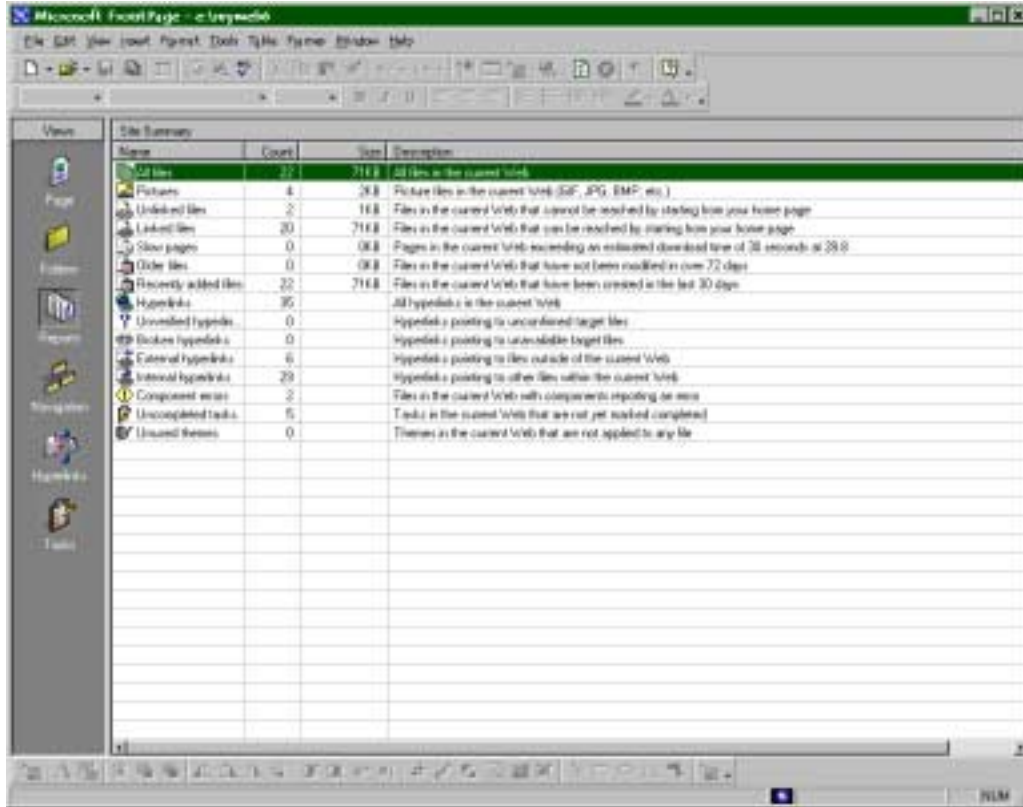 Microsoft FrontPage - e:\myweb6
File Edit View Insert Format Tools Table Frames Window Help
Views
Site Summary
Name Count Size Description
All files 22 71KB All files in the current Web
Pictures 4 2KB Picture files in the current Web (GIF, JPG, BMP, etc.)
Unlinked files 2 1KB Files in the current Web that cannot be reached by starting from your home page
Linked files 20 71KB Files in the current Web that can be reached by starting from your home page
Slow pages 0 0KB Pages in the current Web exceeding an estimated download time of 30 seconds at 28.8
Older files 0 0KB Files in the current Web that have not been modified in over 72 days
Recently added files 22 71KB Files in the current Web that have been created in the last 30 days
Hyperlinks 35 All hyperlinks in the current Web
Unverified hyperlin... 0 Hyperlinks pointing to unconfirmed target files
Broken hyperlinks 0 Hyperlinks pointing to unavailable target files
External hyperlinks 6 Hyperlinks pointing to files outside of the current Web
Internal hyperlinks 29 Hyperlinks pointing to other files within the current Web
Component errors 2 Files in the current Web with components reporting an error
Uncompleted tasks 5 Tasks in the current Web that are not yet marked completed
Unused themes 0 Themes in the current Web that are not applied to any file
Page
Folders
Reports
Navigation
Hyperlinks
Tasks
NUM